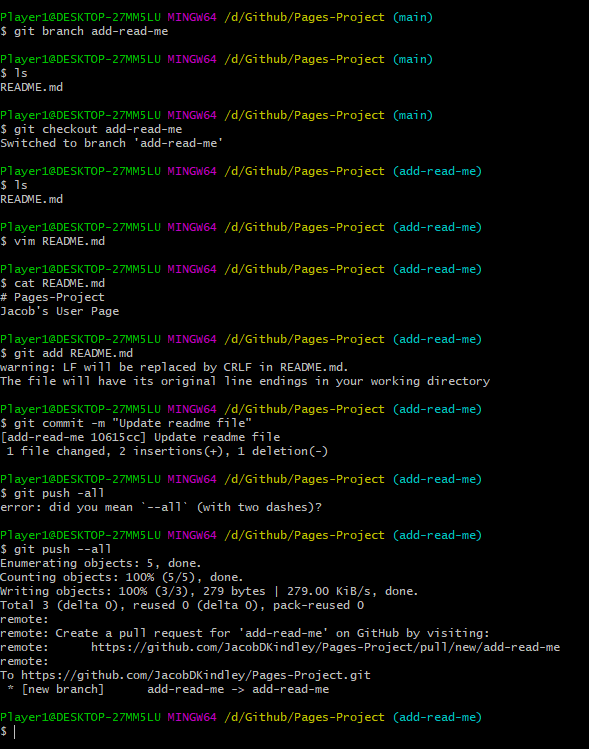 Player1@DESKTOP-27MM5LU MINGW64 /d/Github/Pages-Project (main)
$ git branch add-read-me
Player1@DESKTOP-27MM5LU MINGW64 /d/Github/Pages-Project (main)
$ ls
README.md
Player1@DESKTOP-27MM5LU MINGW64 /d/Github/Pages-Project (main)
$ git checkout add-read-me
Switched to branch 'add-read-me'
Player1@DESKTOP-27MM5LU MINGW64 /d/Github/Pages-Project (add-read-me)
$ ls
README.md
Player1@DESKTOP-27MM5LU MINGW64 /d/Github/Pages-Project (add-read-me)
$ vim README.md
Player1@DESKTOP-27MM5LU MINGW64 /d/Github/Pages-Project (add-read-me)
$ cat README.md
# Pages-Project
Jacob's User Page
Player1@DESKTOP-27MM5LU MINGW64 /d/Github/Pages-Project (add-read-me)
$ git add README.md
warning: LF will be replaced by CRLF in README.md.
The file will have its original line endings in your working directory
Player1@DESKTOP-27MM5LU MINGW64 /d/Github/Pages-Project (add-read-me)
$ git commit -m "Update readme file"
[add-read-me 10615cc] Update readme file
 1 file changed, 2 insertions(+), 1 deletion(-)
Player1@DESKTOP-27MM5LU MINGW64 /d/Github/Pages-Project (add-read-me)
$ git push -all
error: did you mean `--all` (with two dashes)?
Player1@DESKTOP-27MM5LU MINGW64 /d/Github/Pages-Project (add-read-me)
$ git push --all
Enumerating objects: 5, done.
Counting objects: 100% (5/5), done.
Writing objects: 100% (3/3), 279 bytes | 279.00 KiB/s, done.
Total 3 (delta 0), reused 0 (delta 0), pack-reused 0
remote:
remote: Create a pull request for 'add-read-me' on GitHub by visiting:
remote:      https://github.com/JacobDKindley/Pages-Project/pull/new/add-read-me
remote:
To https://github.com/JacobDKindley/Pages-Project.git
 * [new branch]      add-read-me -> add-read-me
Player1@DESKTOP-27MM5LU MINGW64 /d/Github/Pages-Project (add-read-me)
$